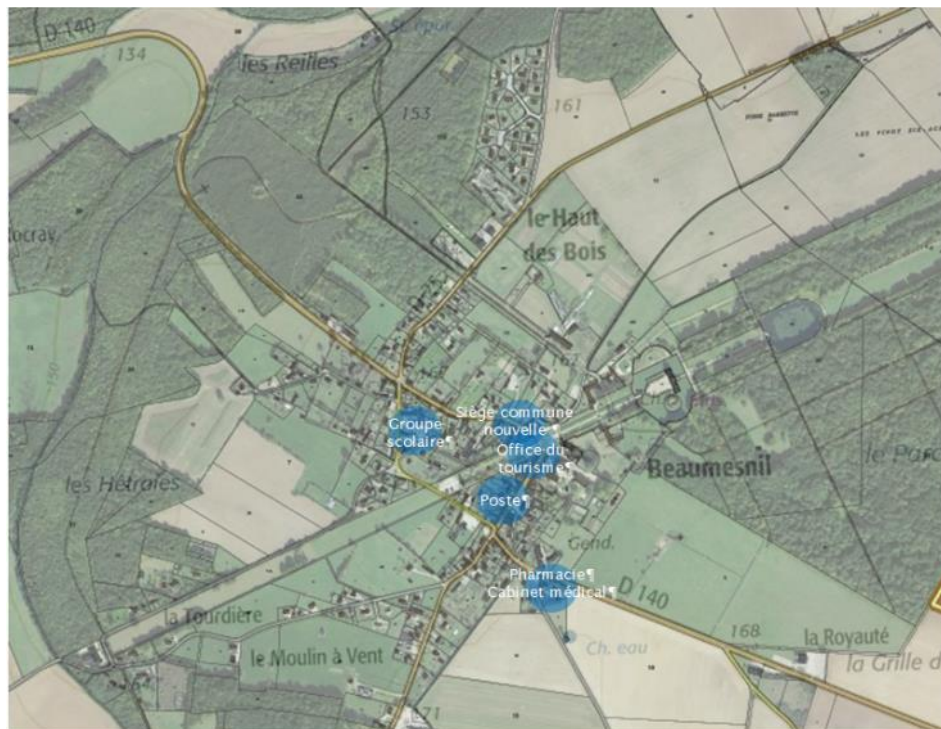 D 140
134
les Reilles
153
161
le Haut
des Bois
Siège commune
nouvelle¶
Groupe
scolaire¶
Office du
tourisme¶
Beaumesnil
le Parc
les Hétraies
Poste¶
Gend.
Pharmacie¶
Cabinet médical¶
D 140
la Tourdière
168
la Royauté
le Moulin à Vent
Ch. eau
la Grille d
171